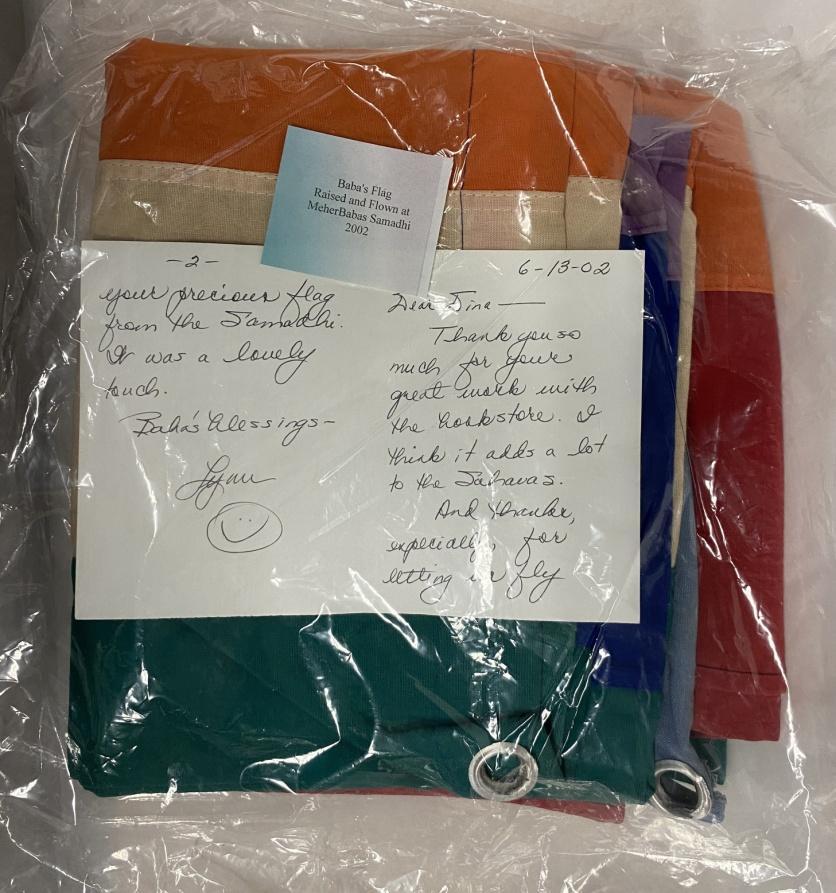 Baba's Flag
Raised and Flown at
MeherBabas Samadhi
2002
6-13-02
Dear Tina —
Thank you so
much for your
great work with
the bookstore. I
think it adds a lot
to the Sahavas.
And thanks,
especially, for
letting us fly
-2-
your precious flag
from the Samadhi.
It was a lovely
touch.
Baba's blessings-
Lynn